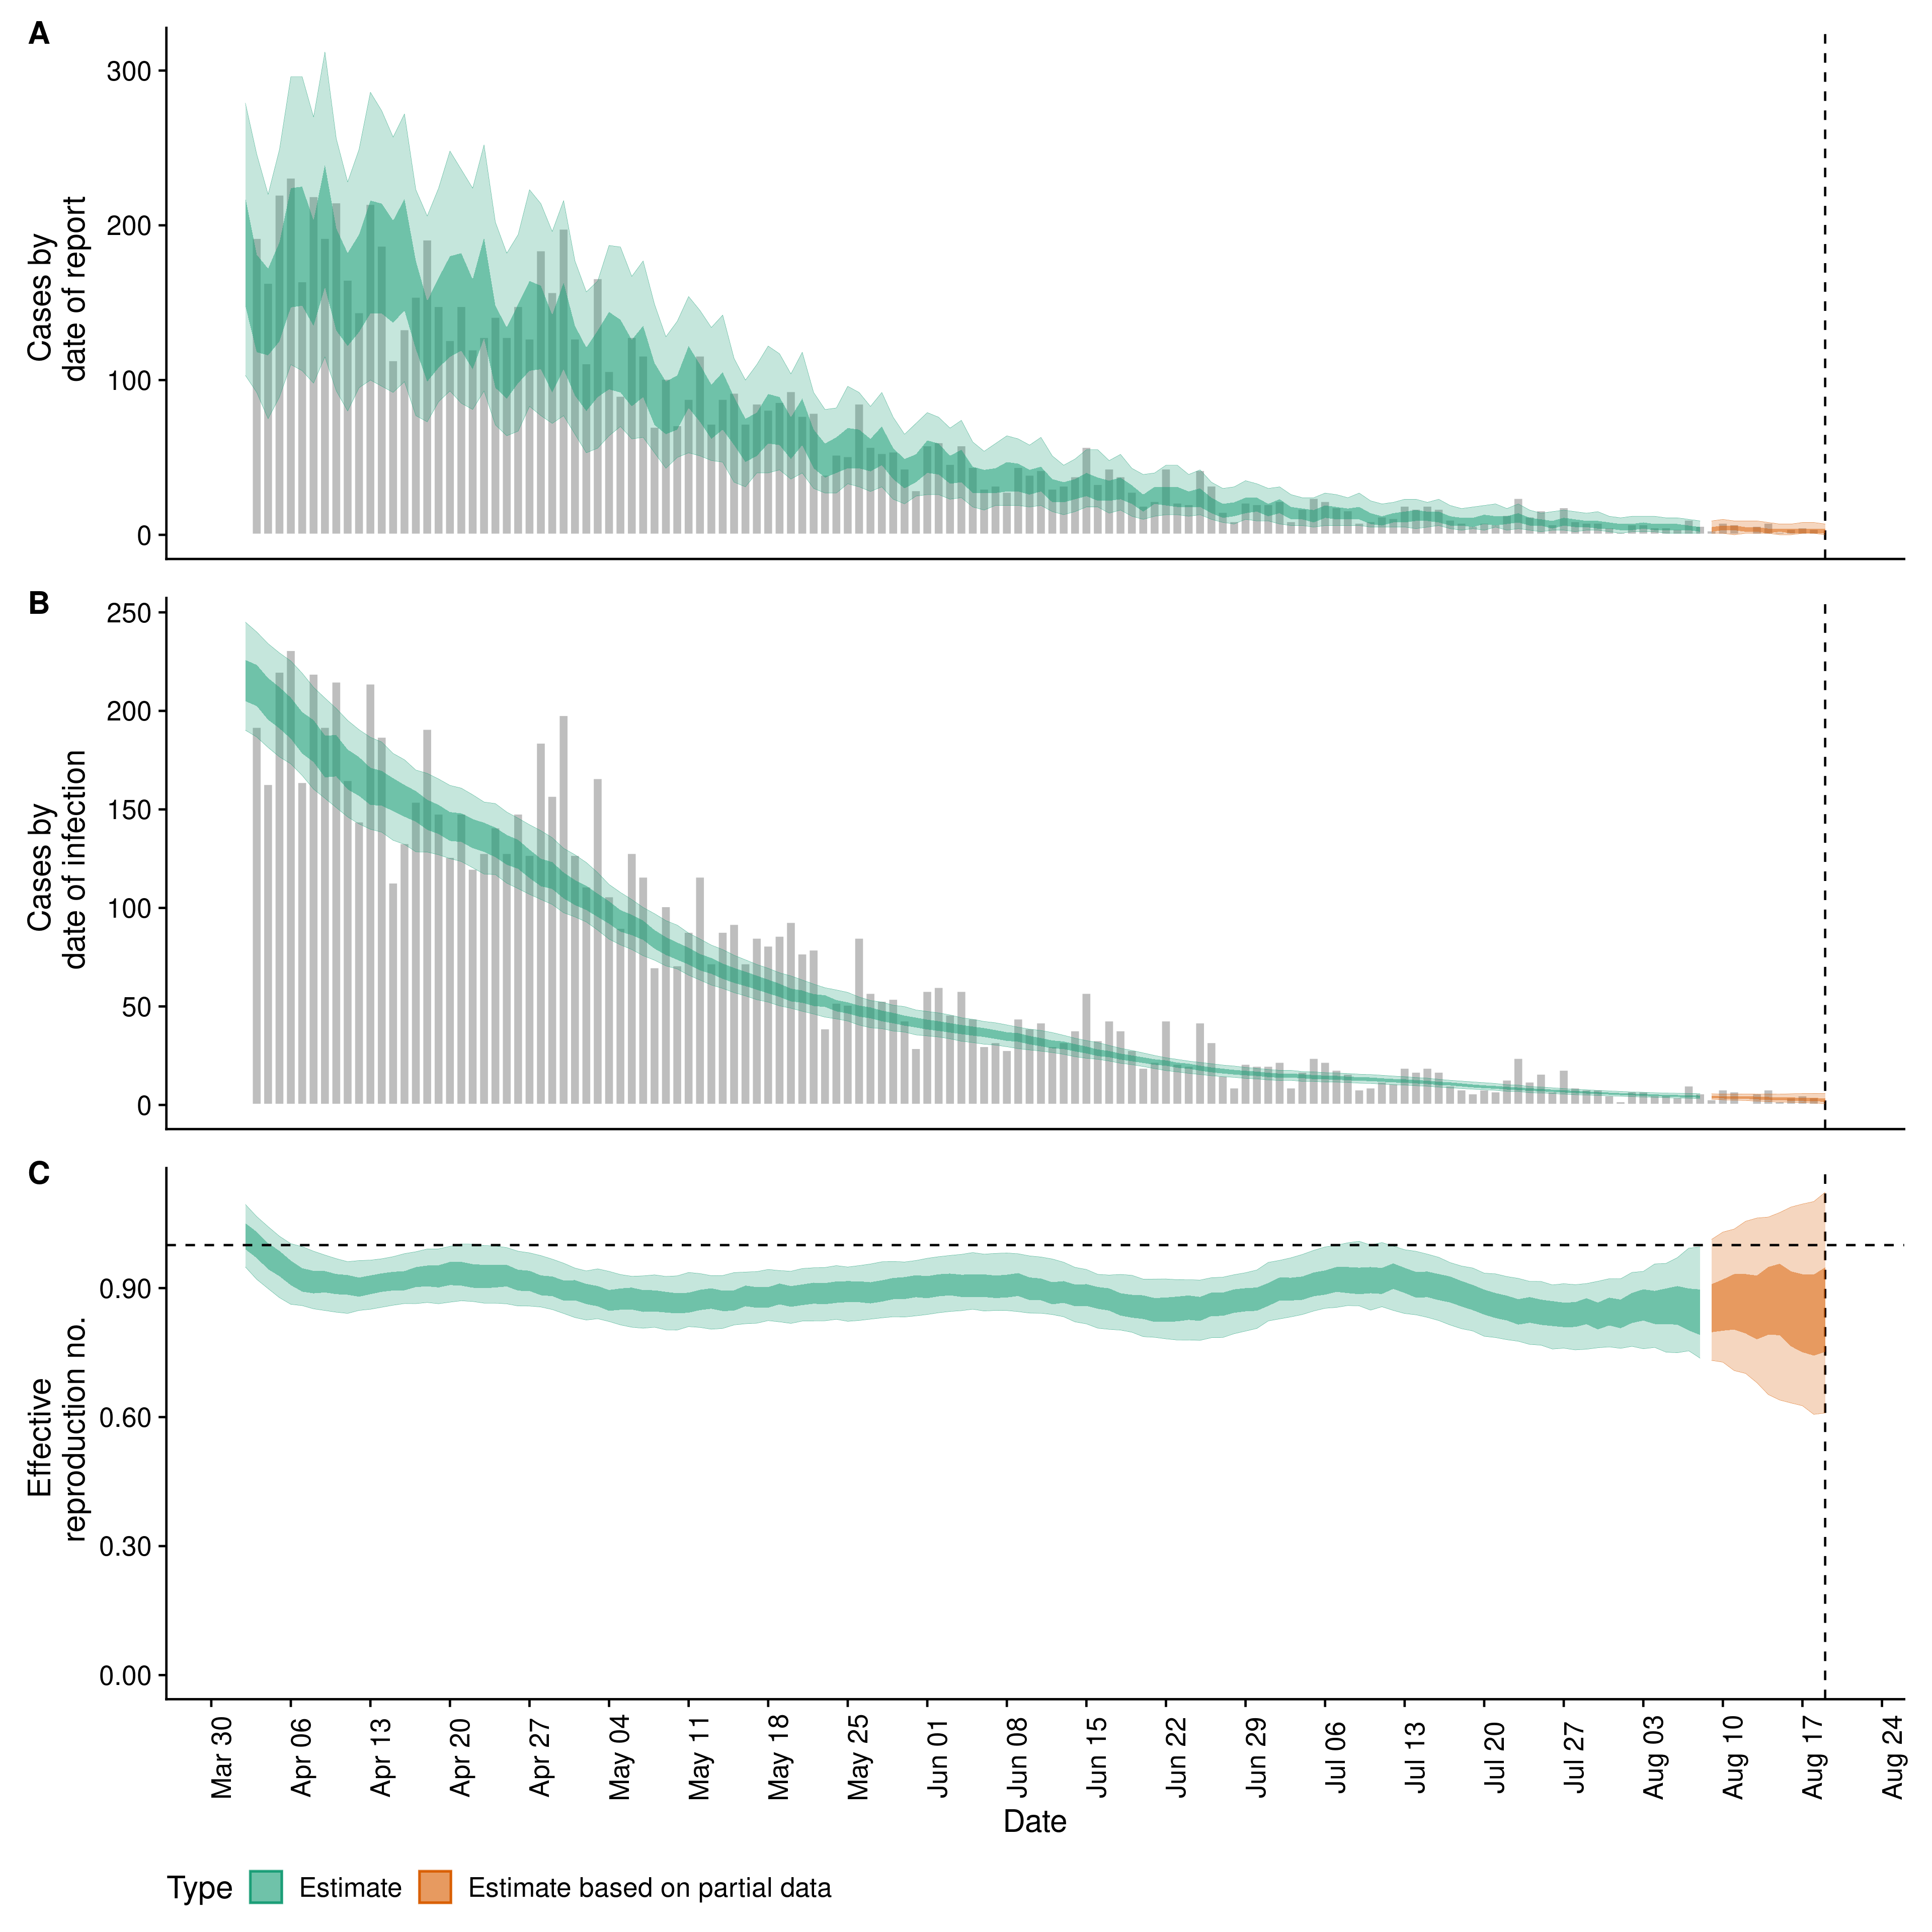 A
300
200
100
0
Cases by
date of report
B
250
200
150
100
50
0
Cases by
date of infection
C
0.90
0.60
0.30
0.00
Effective
reproduction no.
Mar 30
Apr 06
Apr 13
Apr 20
Apr 27
May 04
May 11
May 18
May 25
Jun 01
Jun 08
Jun 15
Jun 22
Jun 29
Jul 06
Jul 13
Jul 20
Jul 27
Aug 03
Aug 10
Aug 17
Aug 24
Date
Type Estimate Estimate based on partial data